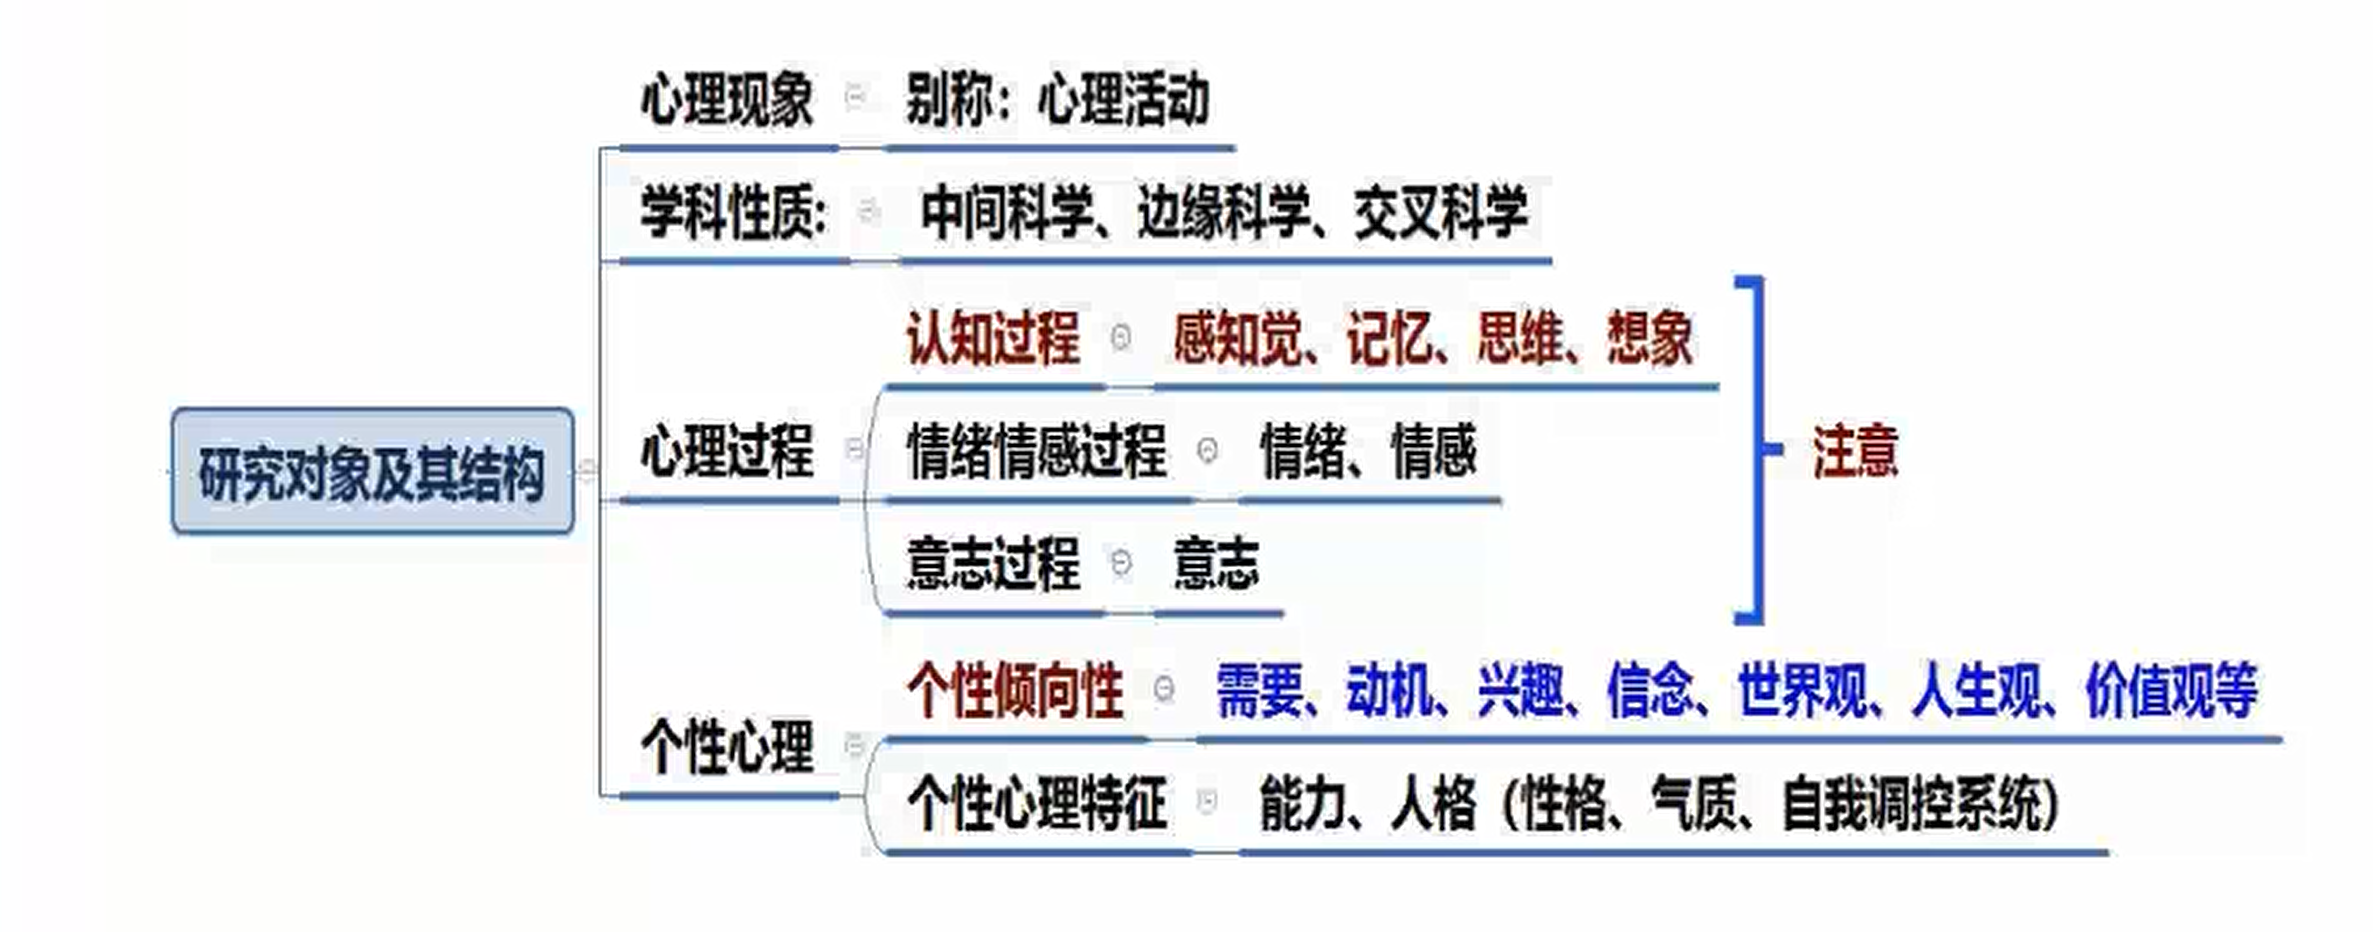 心理现象 别称：心理活动
学科性质: 中间科学、边缘科学、交叉科学
认知过程 感知觉、记忆、思维、想象
研究对象及其结构
心理过程 情绪情感过程 情绪、情感
注意
意志过程 意志
个性倾向性 需要、动机、兴趣、信念、世界观、人生观、价值观等
个性心理
个性心理特征 能力、人格（性格、气质、自我调控系统）